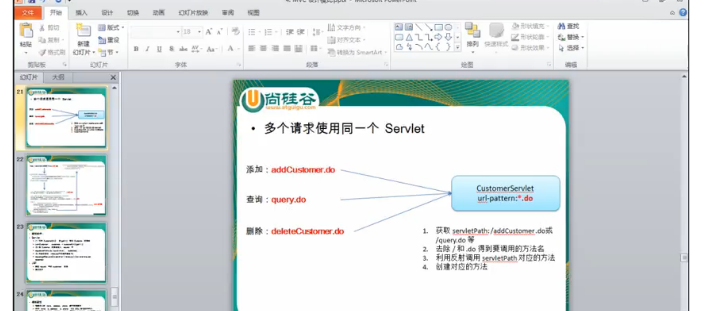 文件
开始
插入
设计
切换
动画
幻灯片放映
审阅
视图
粘贴
剪切
复制
格式刷
剪贴板
新建
幻灯片
版式
重设
节
幻灯片
字体
文字方向
对齐文本
转换为 SmartArt
段落
排列
快速样式
形状填充
形状轮廓
形状效果
绘图
查找
替换
选择
编辑
幻灯片
大纲
21
22
23
24
尚硅谷
www.atguigu.com
• 多个请求使用同一个 Servlet
添加：addCustomer.do
查询：query.do
删除：deleteCustomer.do
CustomerServlet
url-pattern:*.do
1. 获取 servletPath: /addCustomer.do或
/query.do 等
2. 去除 / 和 .do 得到要调用的方法名
3. 利用反射调用 servletPath 对应的方法
4. 创建对应的方法